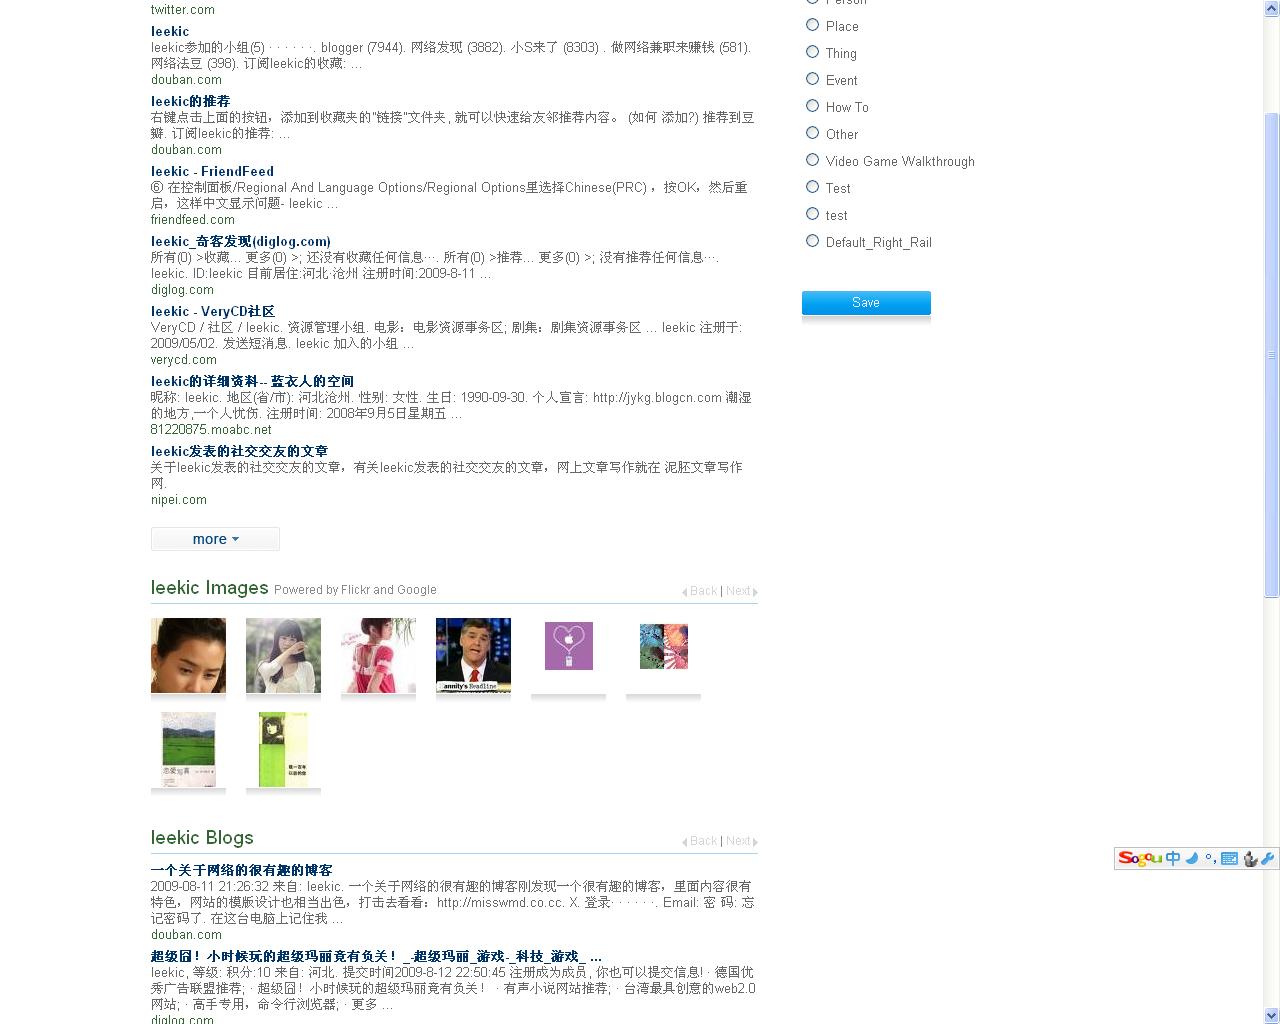 twitter.com
leekic
leekic参加的小组(5) · · · · · ·. blogger (7944). 网络发现 (3882). 小S来了 (8303) . 做网络兼职来赚钱 (581).
网络法豆 (398). 订阅leekic的收藏: ...
douban.com
leekic的推荐
右键点击上面的按钮，添加到收藏夹的"链接"文件夹, 就可以快速给友邻推荐内容。 (如何 添加?) 推荐到豆
瓣. 订阅leekic的推荐: ...
douban.com
leekic - FriendFeed
⑥ 在控制面板/Regional And Language Options/Regional Options里选择Chinese(PRC) ，按OK，然后重
启，这样中文显示问题- leekic ...
friendfeed.com
leekic_奇客发现(diglog.com)
所有(0) >收藏... 更多(0) >; 还没有收藏任何信息···. 所有(0) >推荐... 更多(0) >; 没有推荐任何信息···.
leekic. ID:leekic 目前居住:河北·沧州 注册时间:2009-8-11 ...
diglog.com
leekic - VeryCD社区
VeryCD / 社区 / leekic. 资源管理小组. 电影：电影资源事务区; 剧集：剧集资源事务区 ... leekic 注册于:
2009/05/02. 发送短消息. leekic 加入的小组 ...
verycd.com
leekic的详细资料-- 蓝衣人的空间
昵称: leekic. 地区(省/市): 河北沧州. 性别: 女性. 生日: 1990-09-30. 个人宣言: http://jykg.blogcn.com 潮湿
的地方,一个人忧伤. 注册时间: 2008年9月5日星期五 ...
81220875.moabc.net
leekic发表的社交交友的文章
关于leekic发表的社交交友的文章，有关leekic发表的社交交友的文章，网上文章写作就在 泥胚文章写作
网.
nipei.com
more
leekic Images Powered by Flickr and Google
Back | Next
annity's Headline
恋爱写真
leekic Blogs
Back | Next
一个关于网络的很有趣的博客
2009-08-11 21:26:32 来自: leekic. 一个关于网络的很有趣的博客刚发现一个很有趣的博客，里面内容很有
特色，网站的模版设计也相当出色，打击去看看：http://misswmd.co.cc. X. 登录· · · · · ·. Email: 密 码: 忘
记密码了. 在这台电脑上记住我 ...
douban.com
超级囧！小时候玩的超级玛丽竟有负关！_-超级玛丽_游戏-_科技_游戏_ ...
leekic, 等级: 积分:10 来自: 河北. 提交时间2009-8-12 22:50:45 注册成为成员, 你也可以提交信息! · 德国优
秀广告联盟推荐; · 超级囧！小时候玩的超级玛丽竟有负关！ · 有声小说网站推荐; · 台湾最具创意的web2.0
网站; · 高手专用，命令行浏览器; · 更多 ...
diglog.com
Person
Place
Thing
Event
How To
Other
Video Game Walkthrough
Test
test
Default_Right_Rail
Save
Sogou 中